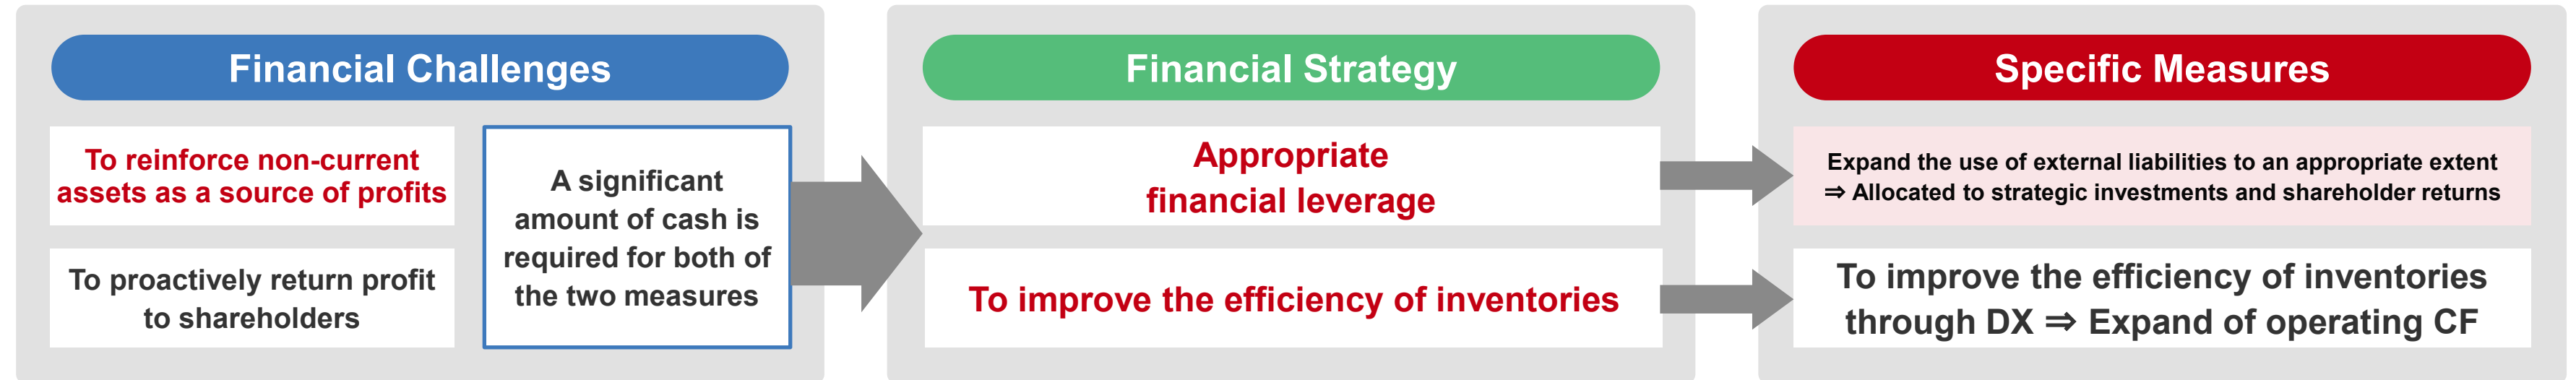 Financial Challenges
To reinforce non-current
assets as a source of profits
To proactively return profit
to shareholders
A significant
amount of cash is
required for both of
the two measures
Financial Strategy
Appropriate
financial leverage
To improve the efficiency of inventories
Specific Measures
Expand the use of external liabilities to an appropriate extent
⇒ Allocated to strategic investments and shareholder returns
To improve the efficiency of inventories
through DX ⇒ Expand of operating CF